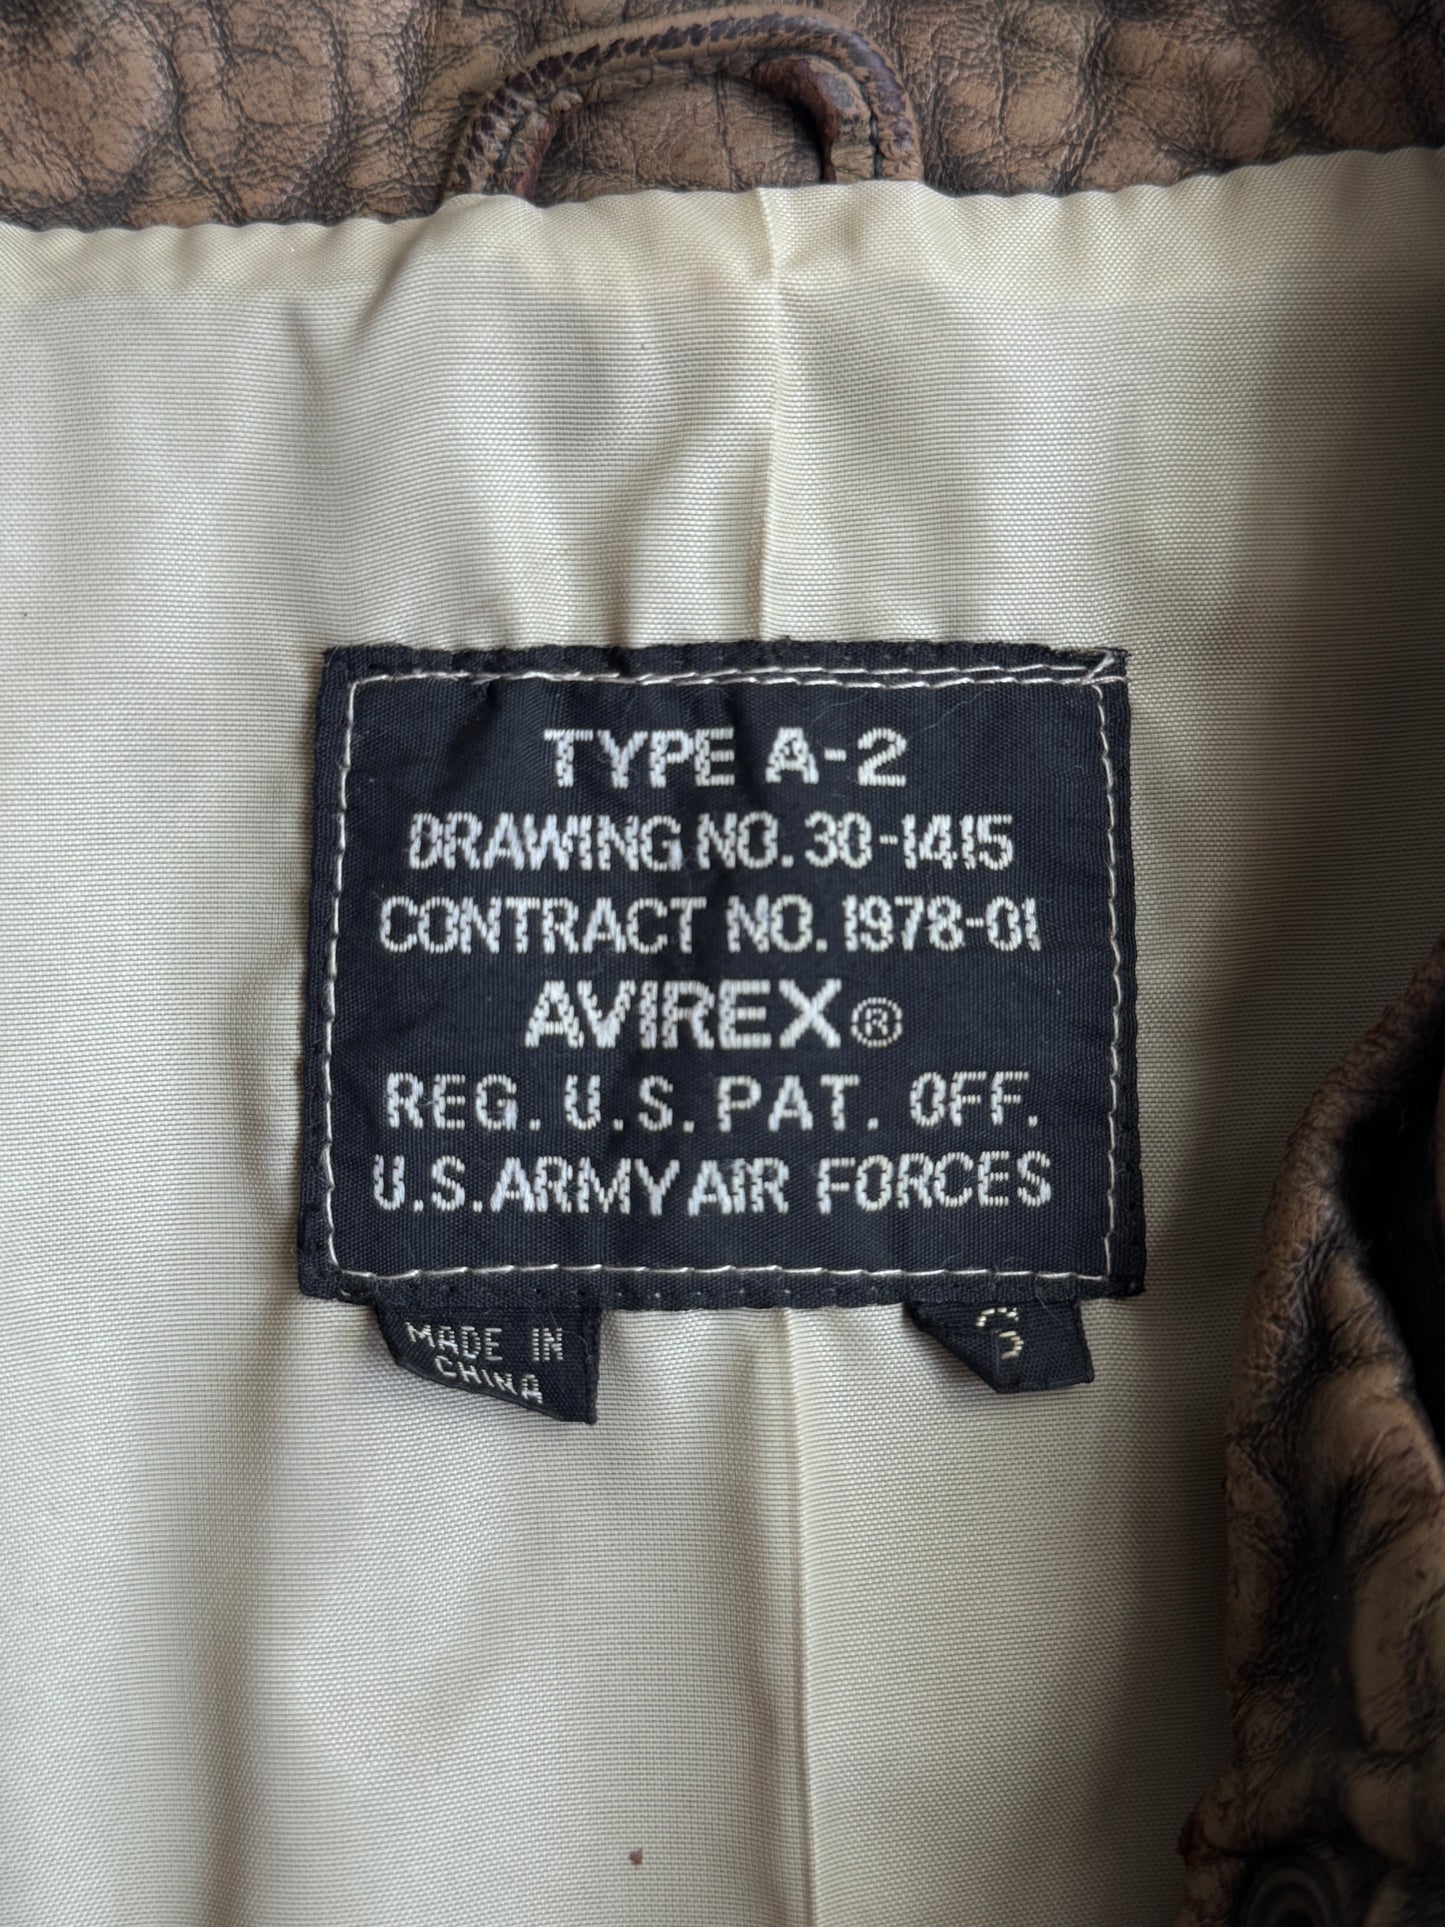 TYPE A-2
DRAWING NO. 30-1415
CONTRACT NO. 1978-01
AVIREX®
REG. U.S. PAT. OFF.
U.S. ARMY AIR FORCES
MADE IN
CHINA